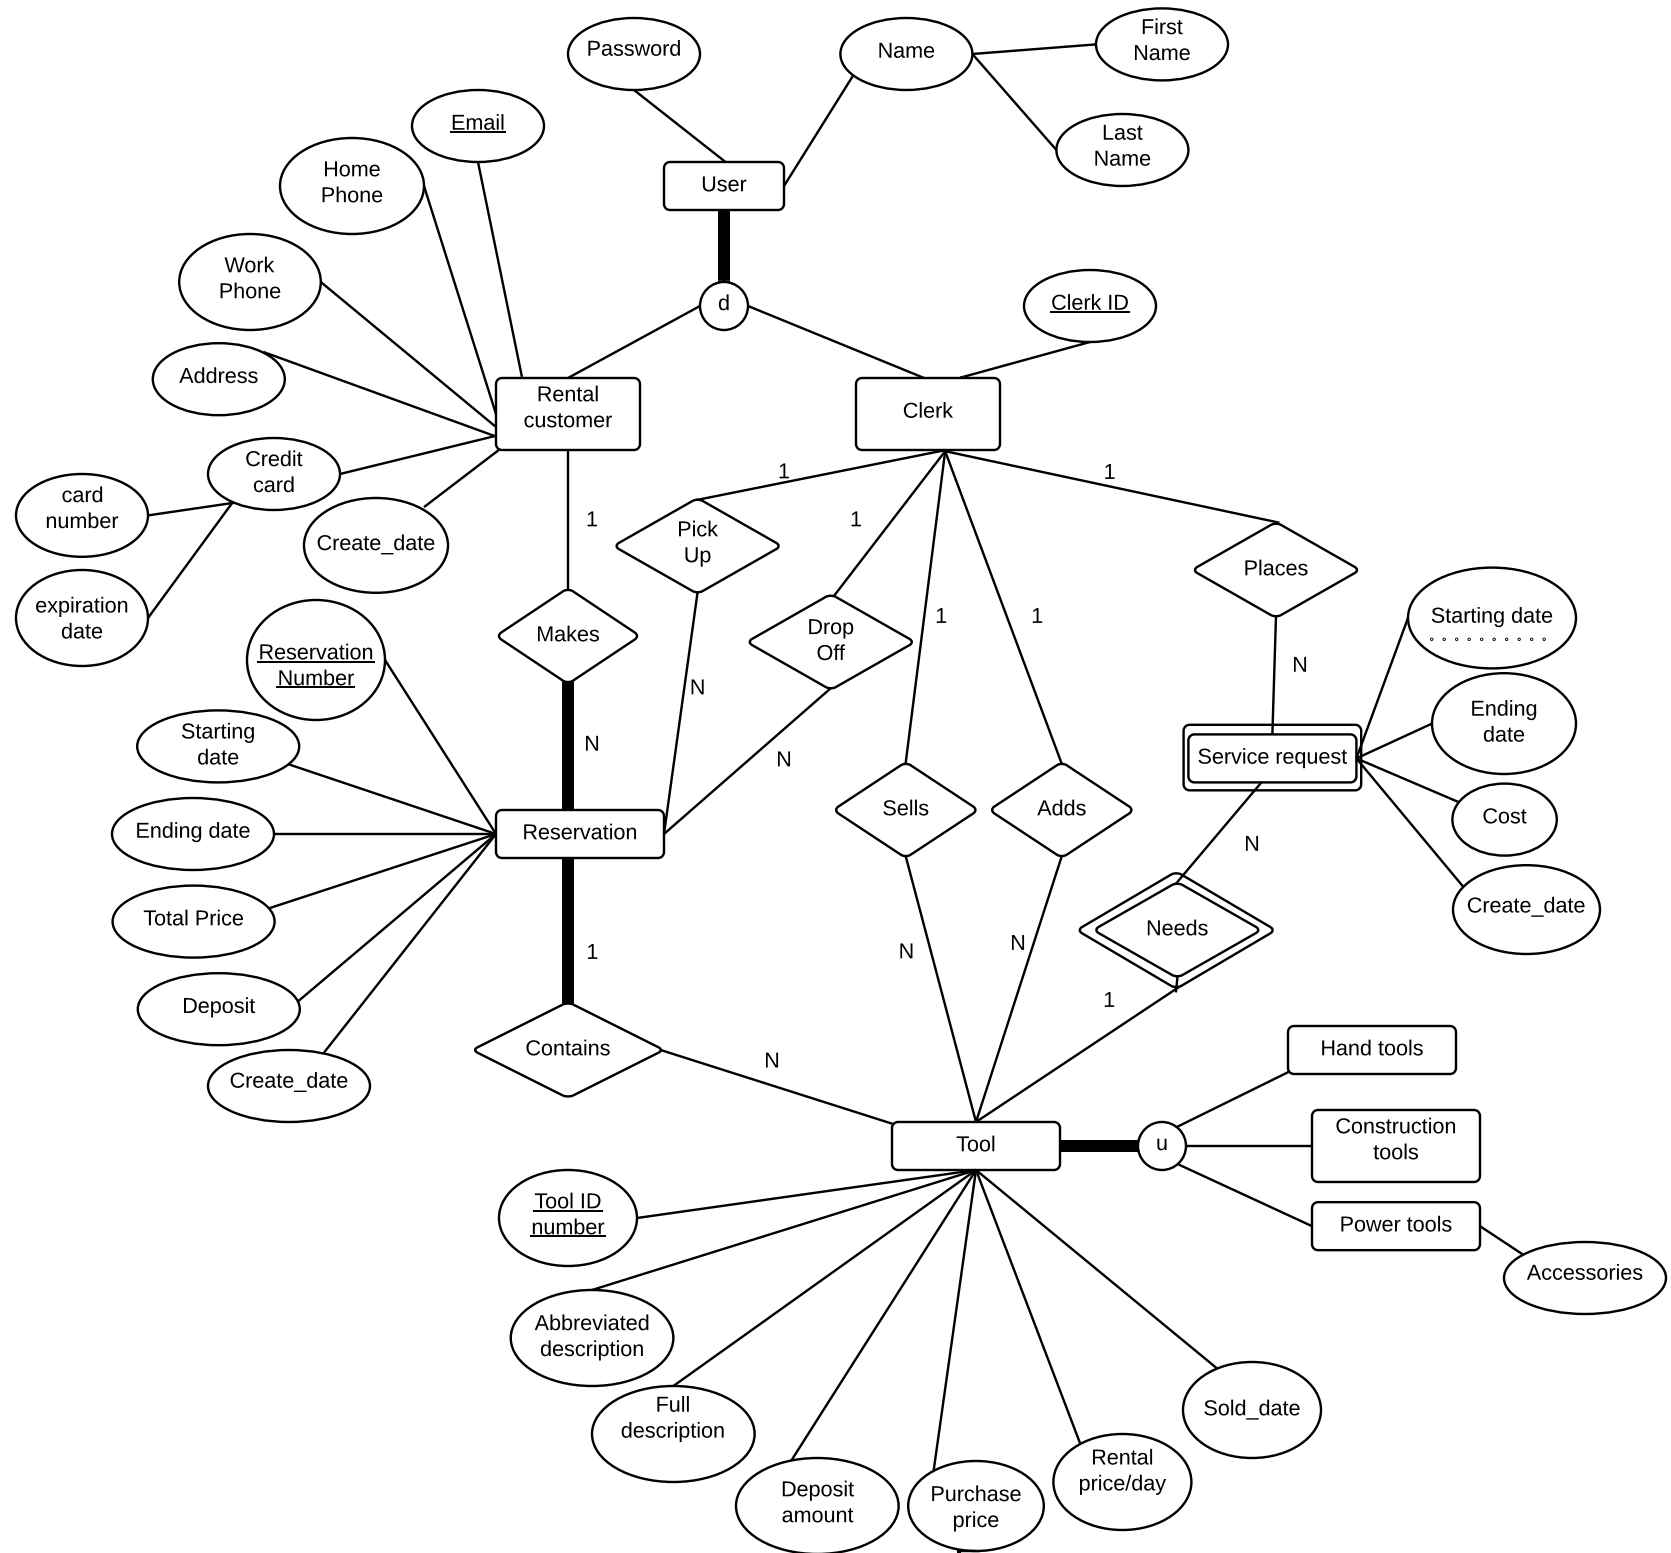 Password
Name
First
Name
Last
Name
Email
Home
Phone
User
Work
Phone
d
Clerk ID
Address
Rental
customer
Clerk
Credit
card
card
number
Create_date
expiration
date
1
1
1
1
Pick
Up
Places
Makes
Drop
Off
1
1
Starting date
Reservation
Number
N
N
N
N
Starting
date
Ending
date
Service request
Ending date
Reservation
Sells
Adds
Cost
N
Total Price
Needs
Create_date
1
N
N
1
Deposit
Contains
N
Create_date
Hand tools
Tool
u
Construction
tools
Tool ID
number
Power tools
Accessories
Abbreviated
description
Full
description
Sold_date
Deposit
amount
Purchase
price
Rental
price/day